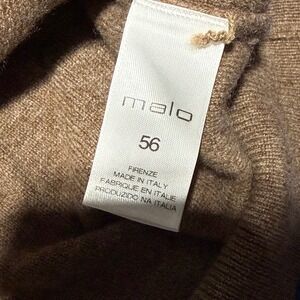 malo
56
FIRENZE
MADE IN ITALY
FABRIQUE EN ITALIE
PRODUZIDO NA ITALIA